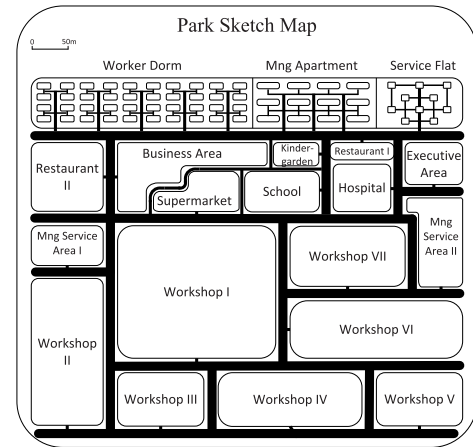 Park Sketch Map
0 50m
Worker Dorm
Mng Apartment
Service Flat
Restaurant
II
Business Area
Kinder-
garden
Restaurant I
Executive
Area
Supermarket
School
Hospital
Mng Service
Area I
Mng
Service
Area II
Workshop I
Workshop VII
Workshop
II
Workshop VI
Workshop III
Workshop IV
Workshop V